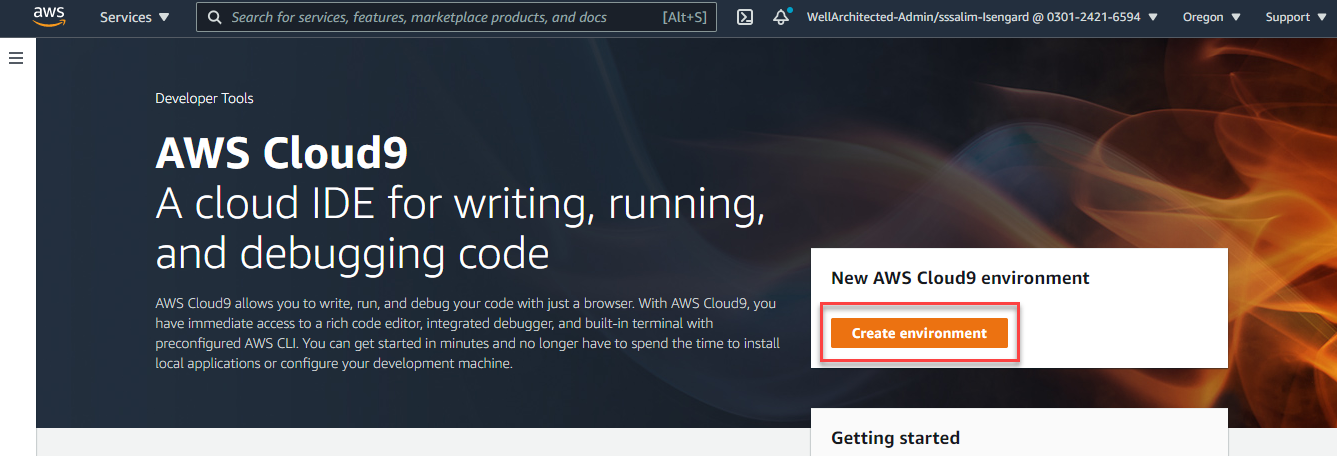 aws
Services ▼
Search for services, features, marketplace products, and docs [Alt+S]
WellArchitected-Admin/sssalim-Isengard @ 0301-2421-6594 ▼
Oregon ▼
Support ▼
Developer Tools
AWS Cloud9
A cloud IDE for writing, running,
and debugging code
AWS Cloud9 allows you to write, run, and debug your code with just a browser. With AWS Cloud9, you
have immediate access to a rich code editor, integrated debugger, and built-in terminal with
preconfigured AWS CLI. You can get started in minutes and no longer have to spend the time to install
local applications or configure your development machine.
New AWS Cloud9 environment
Create environment
Getting started